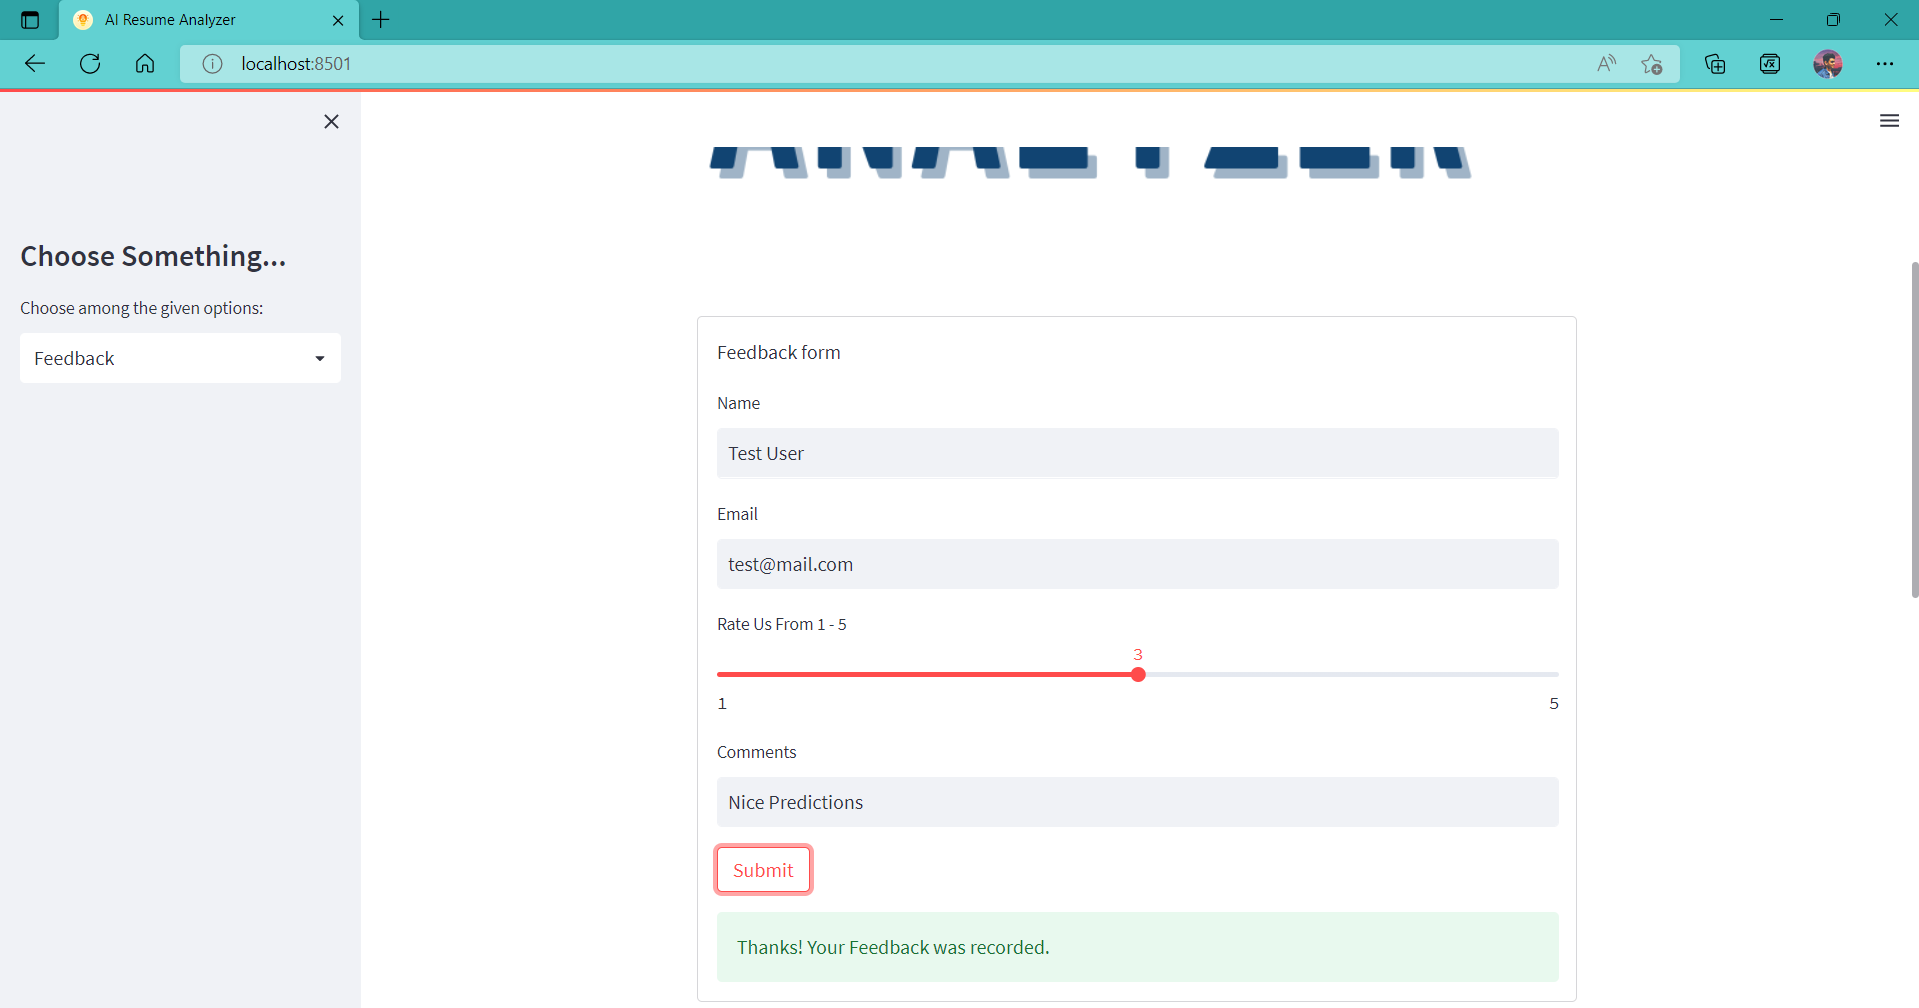 AI Resume Analyzer
localhost:8501
ANALYZER
Choose Something...
Choose among the given options:
Feedback
Feedback form
Name
Test User
Email
test@mail.com
Rate Us From 1 - 5
3
1 5
Comments
Nice Predictions
Submit
Thanks! Your Feedback was recorded.